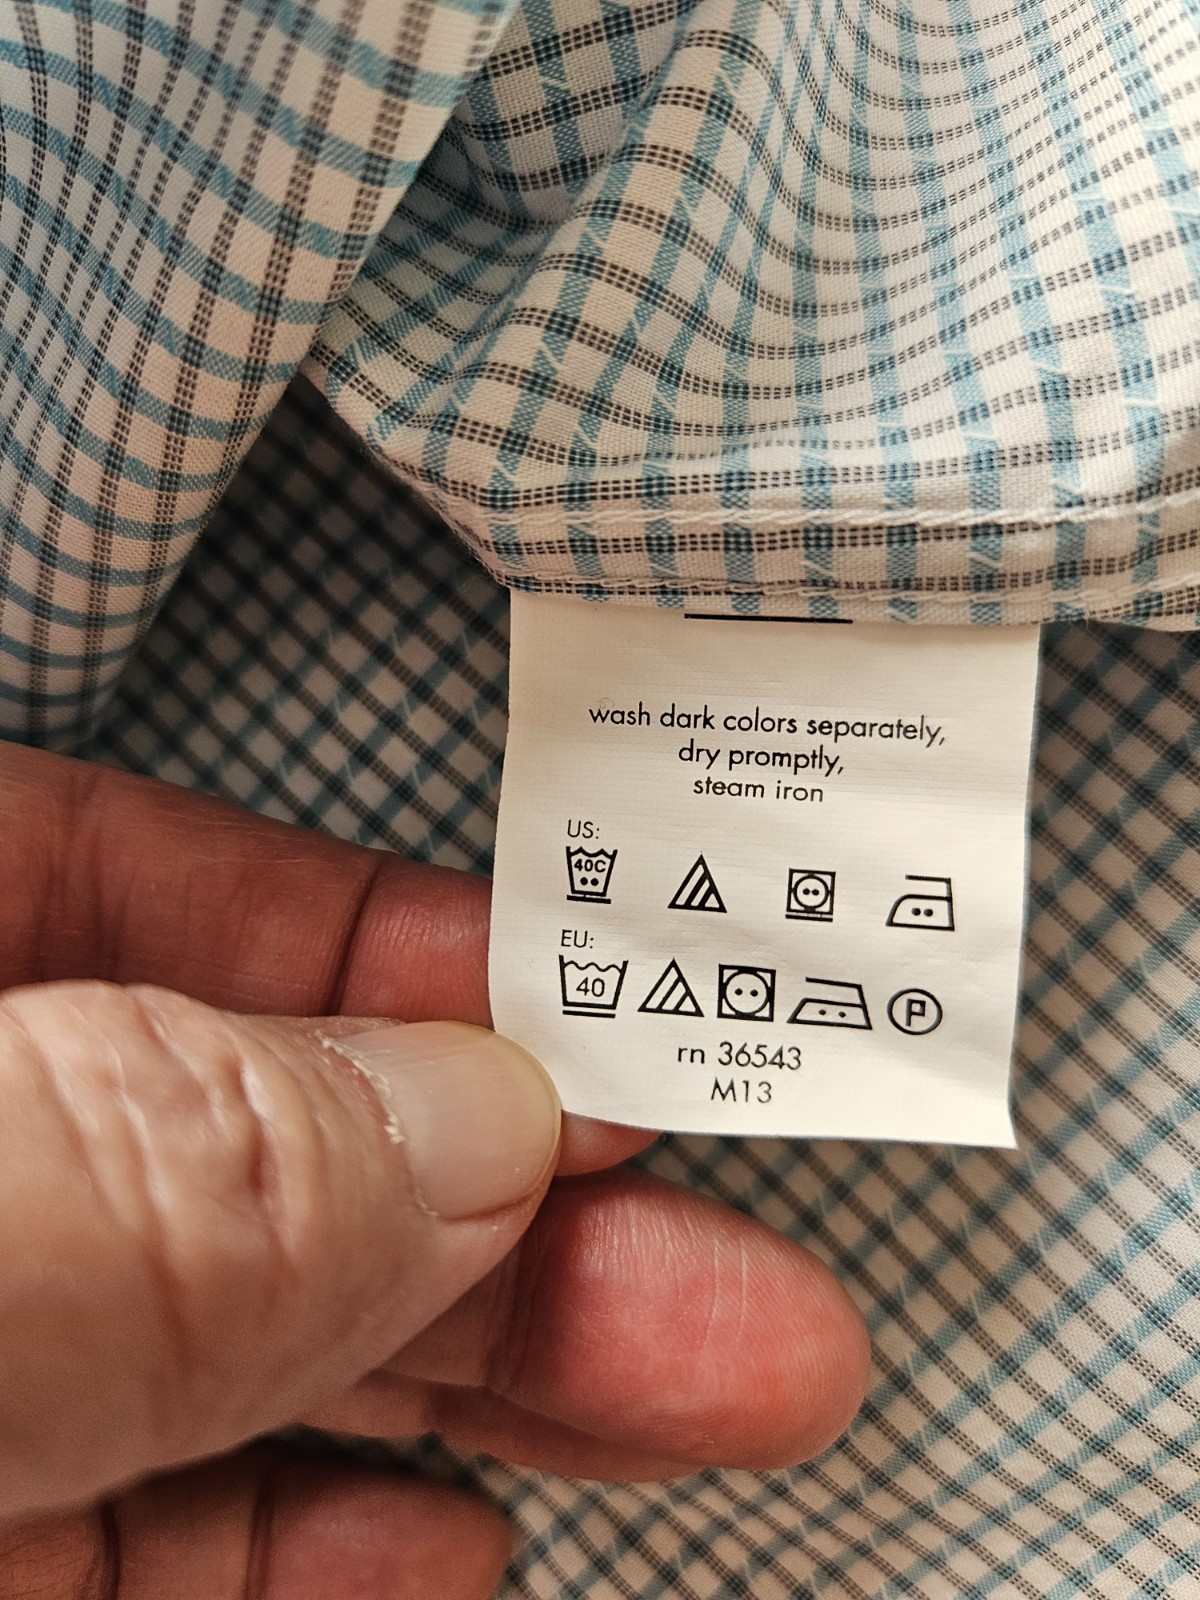 wash dark colors separately,
dry promptly,
steam iron
US:
40C
EU:
40
P
rn 36543
M13